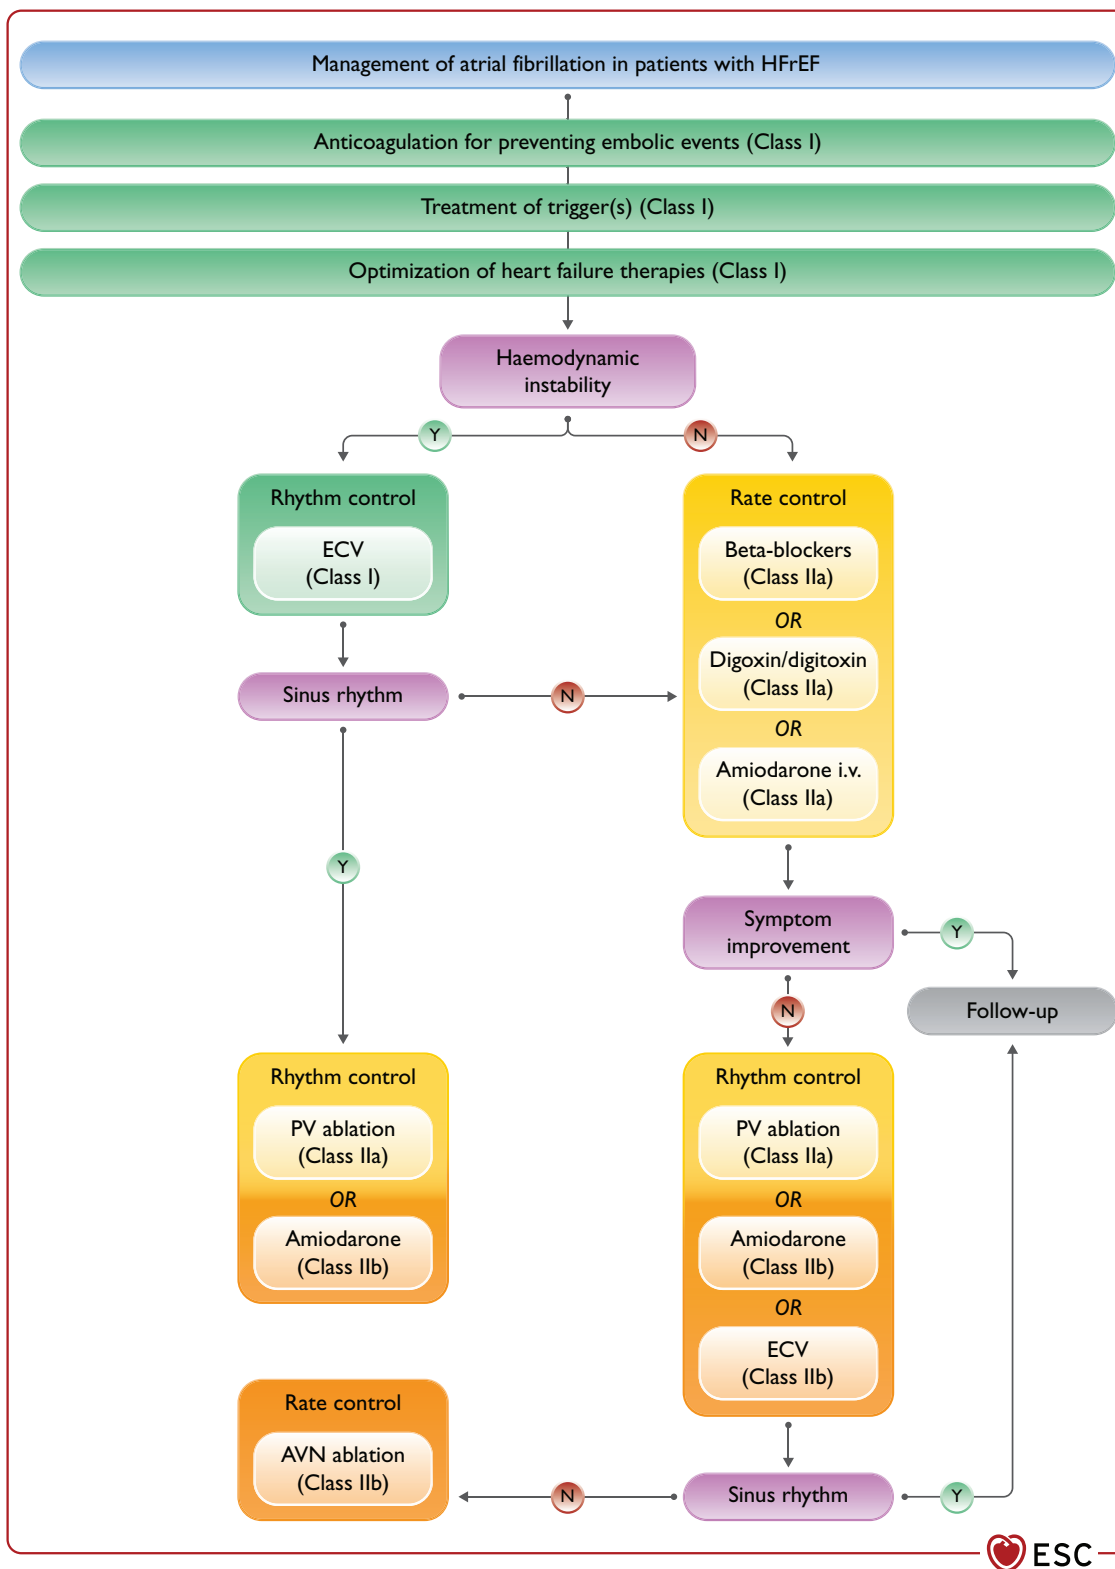 Management of atrial fibrillation in patients with HFrEF
Anticoagulation for preventing embolic events (Class I)
Treatment of trigger(s) (Class I)
Optimization of heart failure therapies (Class I)
Haemodynamic
instability
Y
N
Rhythm control
ECV
(Class I)
Rate control
Beta-blockers
(Class IIa)
OR
Digoxin/digitoxin
(Class IIa)
OR
Amiodarone i.v.
(Class IIa)
Sinus rhythm
N
Y
Symptom
improvement
Y
N
Follow-up
Rhythm control
PV ablation
(Class IIa)
OR
Amiodarone
(Class IIb)
Rhythm control
PV ablation
(Class IIa)
OR
Amiodarone
(Class IIb)
OR
ECV
(Class IIb)
Rate control
AVN ablation
(Class IIb)
N
Sinus rhythm
Y
ESC